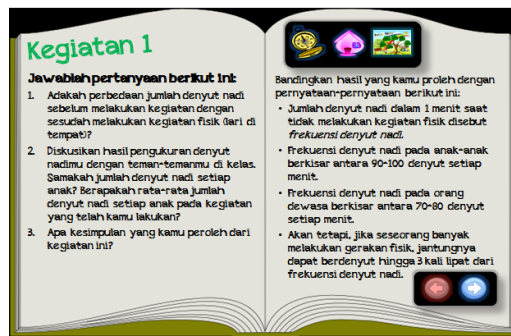 Kegiatan 1
Jawablah pertanyaan berikut ini:
1. Adakah perbedaan jumlah denyut nadi
sebelum melakukan kegiatan dengan
sesudah melakukan kegiatan fisik (lari di
tempat)?
2. Diskusikan hasil pengukuran denyut
nadimu dengan teman-temanmu di kelas.
Samakah jumlah denyut nadi setiap
anak? Berapakah rata-rata jumlah
denyut nadi setiap anak pada kegiatan
yang telah kamu lakukan?
3. Apa kesimpulan yang kamu peroleh dari
kegiatan ini?
Bandingkan hasil yang kamu proleh dengan
pernyataan-pernyataan berikut ini:
• Jumlah denyut nadi dalam 1 menit saat
tidak melakukan kegiatan fisik disebut
frekuensi denyut nadi.
• Frekuensi denyut nadi pada anak-anak
berkisar antara 90-100 denyut setiap
menit.
• Frekuensi denyut nadi pada orang
dewasa berkisar antara 70-80 denyut
setiap menit.
• Akan tetapi, jika seseorang banyak
melakukan gerakan fisik, jantungnya
dapat berdenyut hingga 3 kali lipat dari
frekuensi denyut nadi.